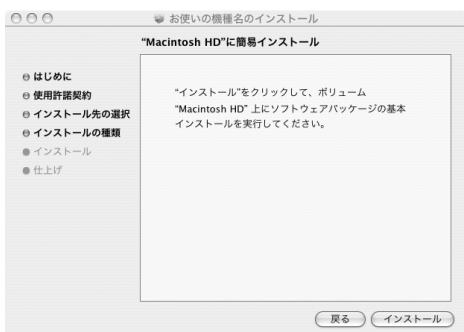 お使いの機種名のインストール
“Macintosh HD”に簡易インストール
はじめに
使用許諾契約
インストール先の選択
インストールの種類
インストール
仕上げ
“インストール”をクリックして、ボリューム
“Macintosh HD” 上にソフトウェアパッケージの基本
インストールを実行してください。
戻る
インストール